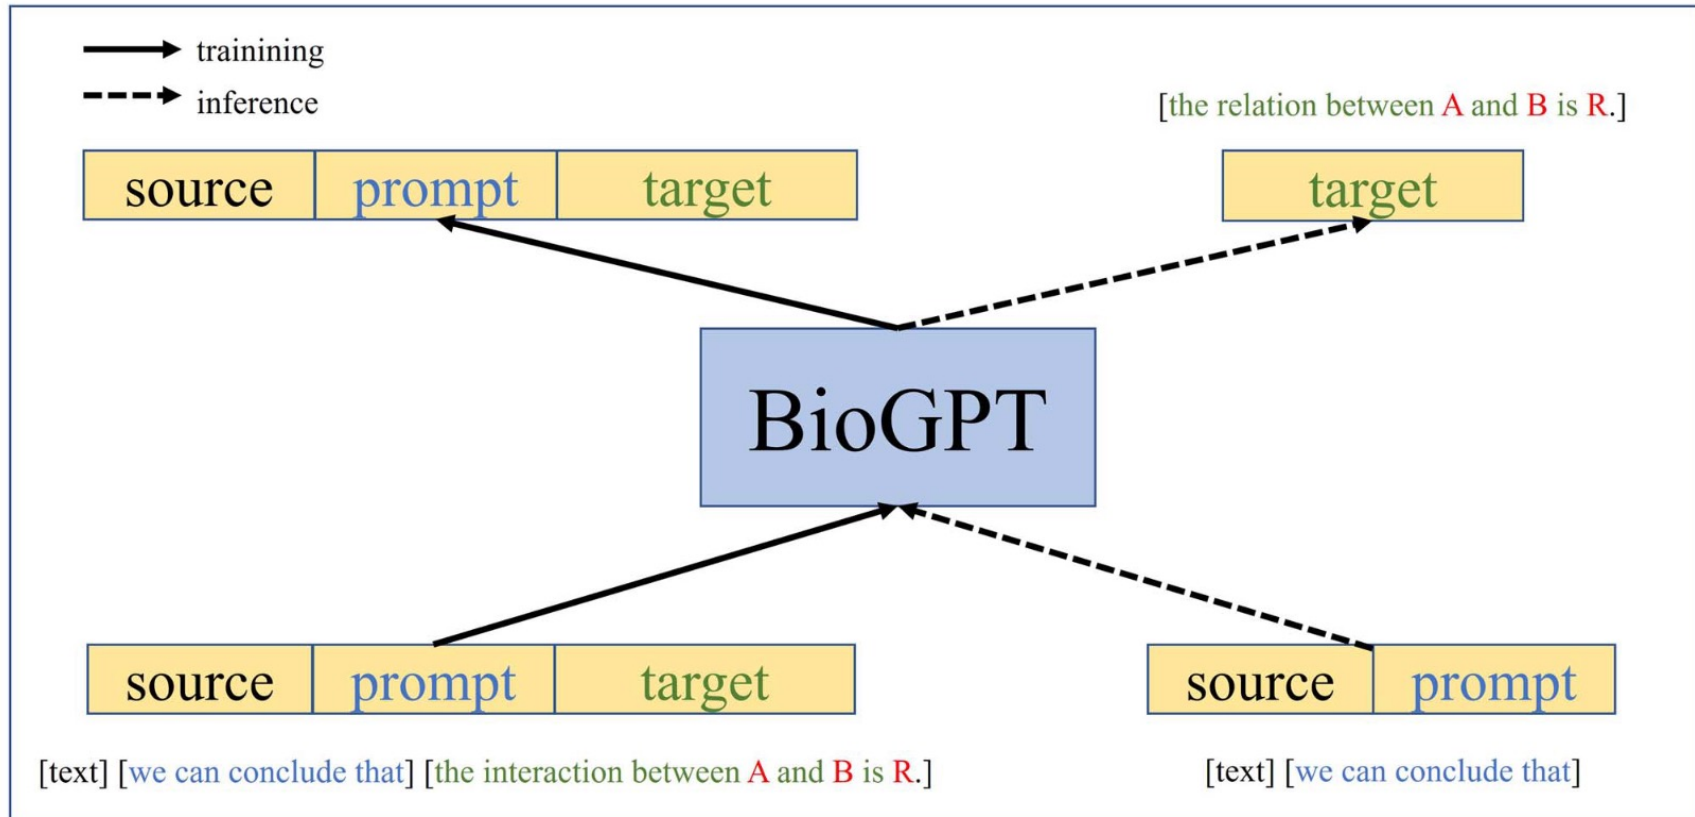 trainining
inference
[the relation between A and B is R.]
source prompt target
target
BioGPT
source prompt target
source prompt
[text] [we can conclude that] [the interaction between A and B is R.]
[text] [we can conclude that]